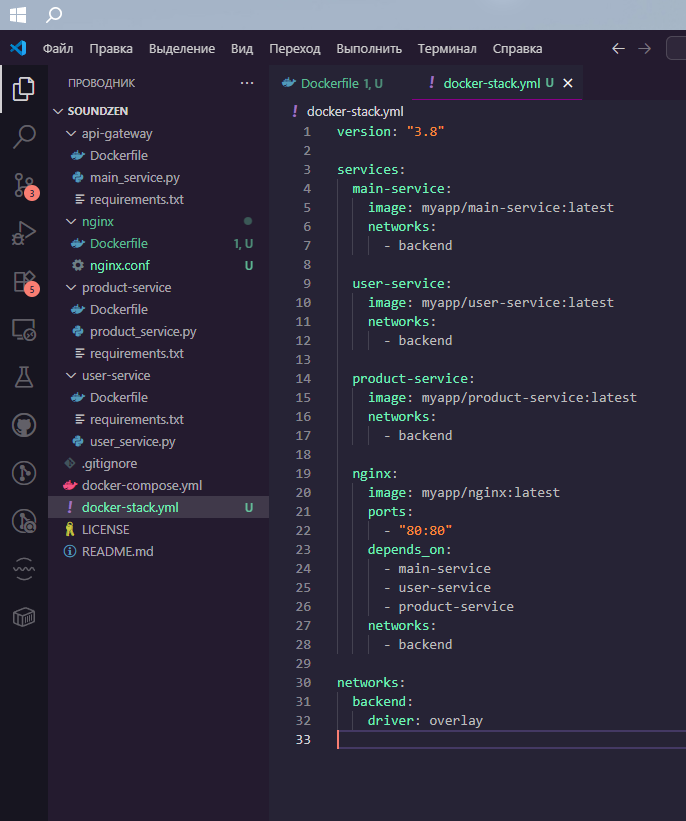 Файл Правка Выделение Вид Переход Выполнить Терминал Справка
ПРОВОДНИК
SOUNDZEN
api-gateway
Dockerfile
main_service.py
requirements.txt
nginx
Dockerfile 1, U
nginx.conf U
product-service
Dockerfile
product_service.py
requirements.txt
user-service
Dockerfile
requirements.txt
user_service.py
.gitignore
docker-compose.yml
docker-stack.yml U
LICENSE
README.md
3
5
Dockerfile 1, U
docker-stack.yml U
docker-stack.yml
1 version: "3.8"
2
3 services:
4   main-service:
5     image: myapp/main-service:latest
6     networks:
7       - backend
8
9   user-service:
10     image: myapp/user-service:latest
11     networks:
12       - backend
13
14   product-service:
15     image: myapp/product-service:latest
16     networks:
17       - backend
18
19   nginx:
20     image: myapp/nginx:latest
21     ports:
22       - "80:80"
23     depends_on:
24       - main-service
25       - user-service
26       - product-service
27     networks:
28       - backend
29
30 networks:
31   backend:
32     driver: overlay
33